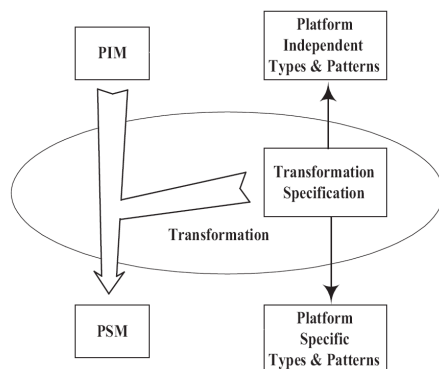 PIM
Platform
Independent
Types & Patterns
Transformation
Specification
Transformation
PSM
Platform
Specific
Types & Patterns